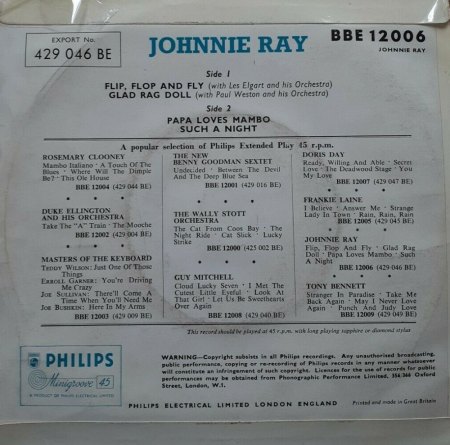 EXPORT No.
429 046 BE
JOHNNIE RAY
BBE 12006
JOHNNIE RAY
Side 1
FLIP, FLOP AND FLY (with Les Elgart and his Orchestra)
GLAD RAG DOLL (with Paul Weston and his Orchestra)
Side 2
PAPA LOVES MAMBO
SUCH A NIGHT
A popular selection of Philips Extended Play 45 r.p.m.
ROSEMARY CLOONEY
Mambo Italiano · A Touch Of The
Blues · Where Will The Dimple
Be? · This Ole House
BBE 12004 (429 044 BE)
DUKE ELLINGTON
AND HIS ORCHESTRA
Take The "A" Train · The Mooche
BBE 12002 (429 004 BE)
MASTERS OF THE KEYBOARD
TEDDY WILSON: Just One Of Those
Things
ERROLL GARNER: You're Driving
Me Crazy
JOE SULLIVAN: There'll Come A
Time When You'll Need Me
JOE BUSHKIN: Here In My Arms
BBE 12003 (429 009 BE)
THE NEW
BENNY GOODMAN SEXTET
Undecided · Between The Devil
And The Deep Blue Sea
BBE 12001 (429 016 BE)
THE WALLY STOTT
ORCHESTRA
The Cat From Coos Bay · The
Night Ride · Cat Slick · Lucky
Strike
BBE 12000 (425 002 BE)
GUY MITCHELL
Cloud Lucky Seven · I Met The
Cutest Little Eyeful · Look At
That Girl · Let Us Be Sweethearts
Over Again
BBE 12008 (429 040 BE)
DORIS DAY
Ready, Willing And Able · Secret
Love · The Deadwood Stage · You
My Love
BBE 12007 (429 047 BE)
FRANKIE LAINE
I Believe · Answer Me · Strange
Lady In Town · Rain, Rain, Rain
BBE 12005 (429 045 BE)
JOHNNIE RAY
Flip, Flop And Fly · Glad Rag
Doll · Papa Loves Mambo · Such
A Night
BBE 12006 (429 046 BE)
TONY BENNETT
Stranger In Paradise · Take Me
Back Again · May I Never Love
Again · Punch And Judy Love
BBE 12009 (429 048 BE)
This record should be played at 45 r.p.m. with long playing sapphire or diamond stylus
PHILIPS
Minigroove 45
A PRODUCT OF PHILIPS ELECTRICAL LIMITED
WARNING—Copyright subsists in all Philips recordings. Any unauthorised broadcasting,
public performance, copying or re-recording of Philips records in any manner whatever
will constitute an infringement of such copyright. Licences for the use of records for
public performances may be obtained from Phonographic Performance Limited,
Street, London, W.1.
PHILIPS ELECTRICAL LIMITED LONDON ENGLAND
Printed and made in Great Britain